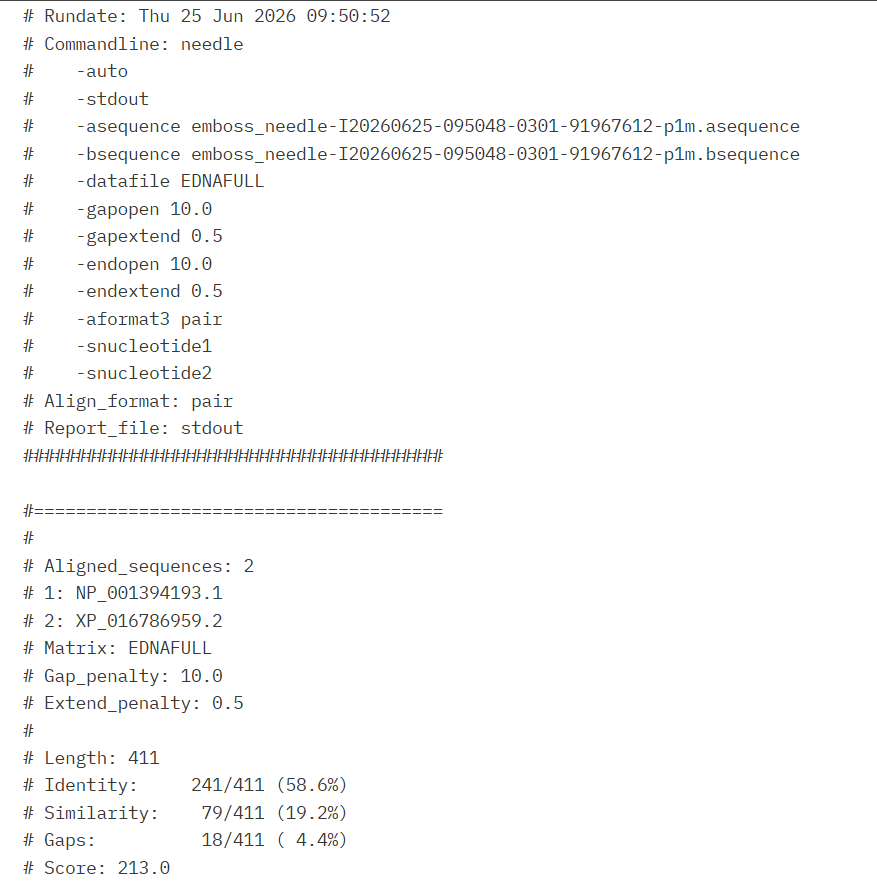 # Rundate: Thu 25 Jun 2026 09:50:52
# Commandline: needle
#    -auto
#    -stdout
#    -asequence emboss_needle-I20260625-095048-0301-91967612-p1m.asequence
#    -bsequence emboss_needle-I20260625-095048-0301-91967612-p1m.bsequence
#    -datafile EDNAFULL
#    -gapopen 10.0
#    -gapextend 0.5
#    -endopen 10.0
#    -endextend 0.5
#    -aformat3 pair
#    -snucleotide1
#    -snucleotide2
# Align_format: pair
# Report_file: stdout
########################################

#=======================================
#
# Aligned_sequences: 2
# 1: NP_001394193.1
# 2: XP_016786959.2
# Matrix: EDNAFULL
# Gap_penalty: 10.0
# Extend_penalty: 0.5
#
# Length: 411
# Identity:     241/411 (58.6%)
# Similarity:    79/411 (19.2%)
# Gaps:          18/411 ( 4.4%)
# Score: 213.0